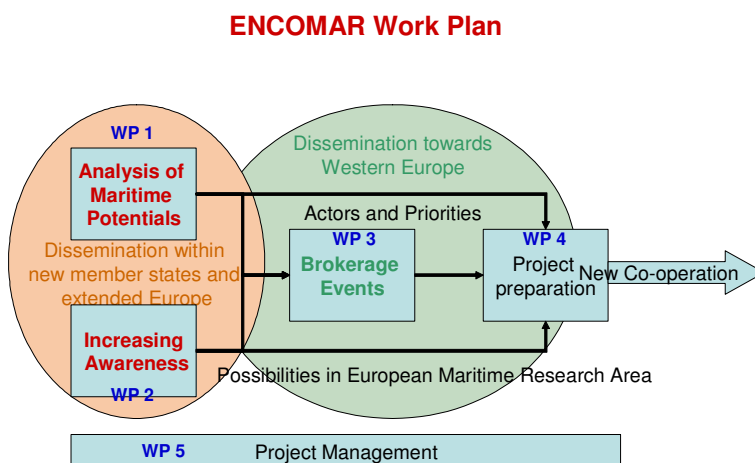 ENCOMAR Work Plan
WP 1
Analysis of
Maritime
Potentials
Dissemination towards
Western Europe
Actors and Priorities
Dissemination within
new member states and
extended Europe
WP 3
Brokerage
Events
WP 4
Project
preparation
New Co-operation
Increasing
Awareness
WP 2
Possibilities in European Maritime Research Area
WP 5 Project Management